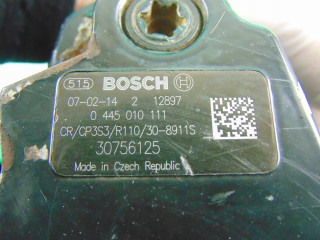 515 BOSCH
07-02-14 2 12897
0 445 010 111
CR/CP3S3/R110/30-8911S
30756125
Made in Czech Republic